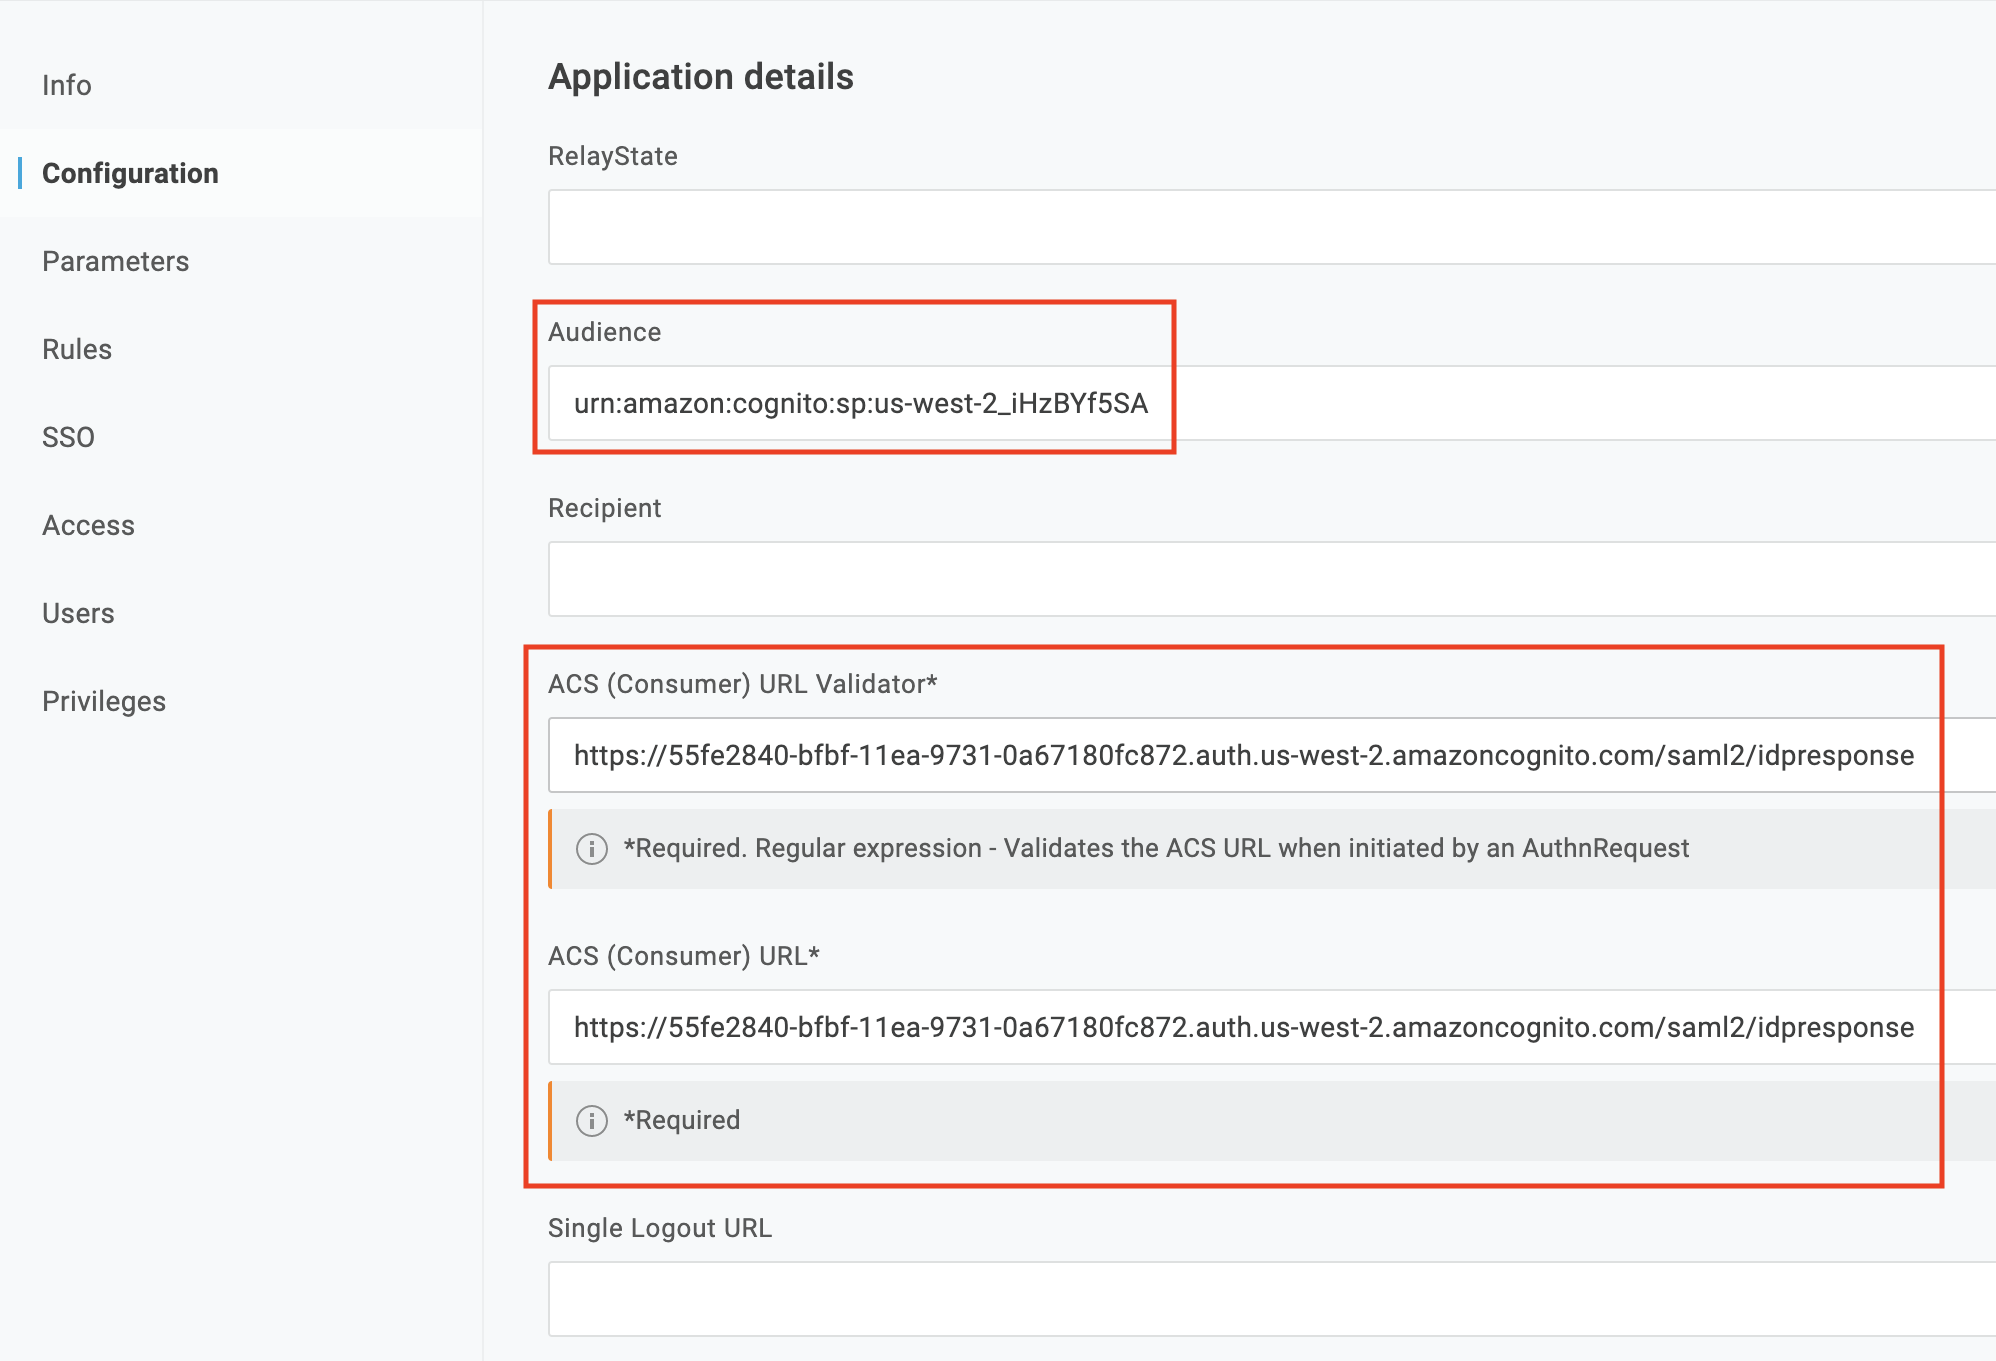 Info
Configuration
Parameters
Rules
SSO
Access
Users
Privileges
Application details
RelayState
Audience
urn:amazon:cognito:sp:us-west-2_iHzBYf5SA
Recipient
ACS (Consumer) URL Validator*
https://55fe2840-bfbf-11ea-9731-0a67180fc872.auth.us-west-2.amazoncognito.com/saml2/idpresponse
*Required. Regular expression - Validates the ACS URL when initiated by an AuthnRequest
ACS (Consumer) URL*
https://55fe2840-bfbf-11ea-9731-0a67180fc872.auth.us-west-2.amazoncognito.com/saml2/idpresponse
*Required
Single Logout URL